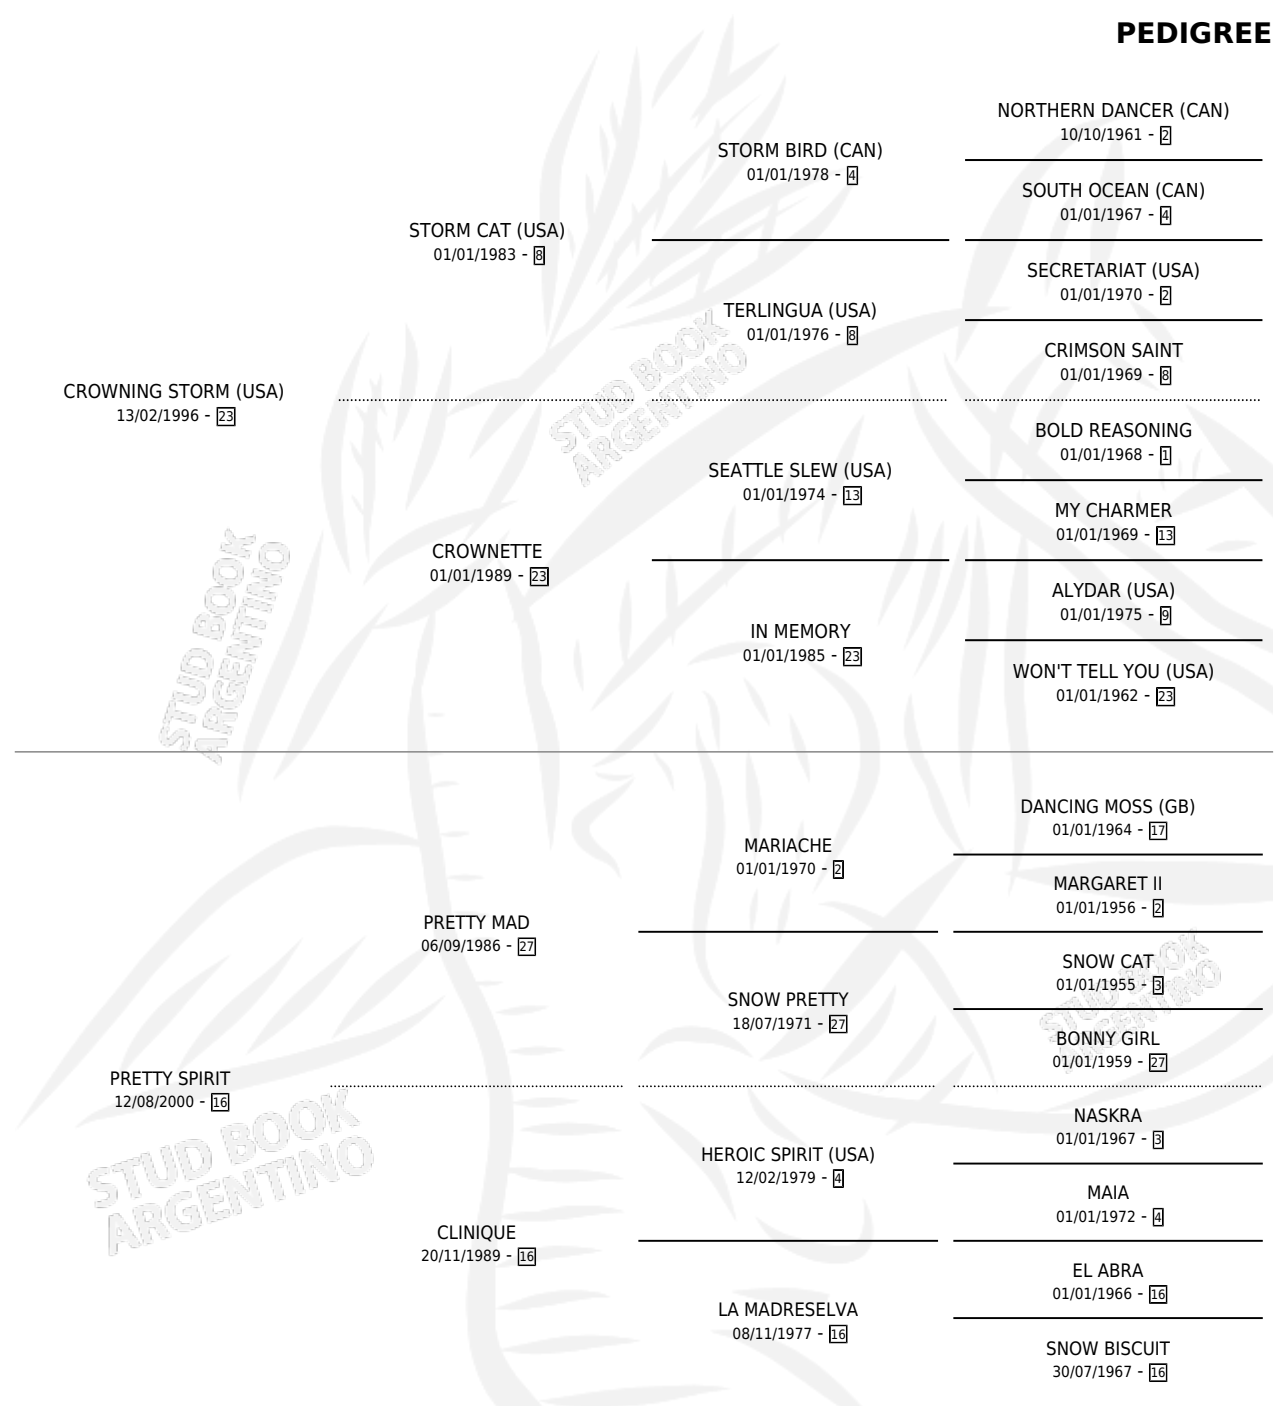 PEDIGREE
NORTHERN DANCER (CAN)
10/10/1961 - 2
STORM BIRD (CAN)
01/01/1978 - 4
SOUTH OCEAN (CAN)
01/01/1967 - 4
STORM CAT (USA)
01/01/1983 - 8
SECRETARIAT (USA)
01/01/1970 - 2
TERLINGUA (USA)
01/01/1976 - 8
CRIMSON SAINT
01/01/1969 - 8
CROWNING STORM (USA)
13/02/1996 - 23
BOLD REASONING
01/01/1968 - 1
SEATTLE SLEW (USA)
01/01/1974 - 13
MY CHARMER
01/01/1969 - 13
CROWNETTE
01/01/1989 - 23
ALYDAR (USA)
01/01/1975 - 9
IN MEMORY
01/01/1985 - 23
WON'T TELL YOU (USA)
01/01/1962 - 23
DANCING MOSS (GB)
01/01/1964 - 17
MARIACHE
01/01/1970 - 2
MARGARET II
01/01/1956 - 2
PRETTY MAD
06/09/1986 - 27
SNOW CAT
01/01/1955 - 3
SNOW PRETTY
18/07/1971 - 27
BONNY GIRL
01/01/1959 - 27
PRETTY SPIRIT
12/08/2000 - 16
NASKRA
01/01/1967 - 3
HEROIC SPIRIT (USA)
12/02/1979 - 4
MAIA
01/01/1972 - 4
CLINIQUE
20/11/1989 - 16
EL ABRA
01/01/1966 - 16
LA MADRESELVA
08/11/1977 - 16
SNOW BISCUIT
30/07/1967 - 16
STUD BOOK
ARGENTINO
STUD BOOK
ARGENTINO
STUD BOOK
ARGENTINO
STUD BOOK
ARGENTINO